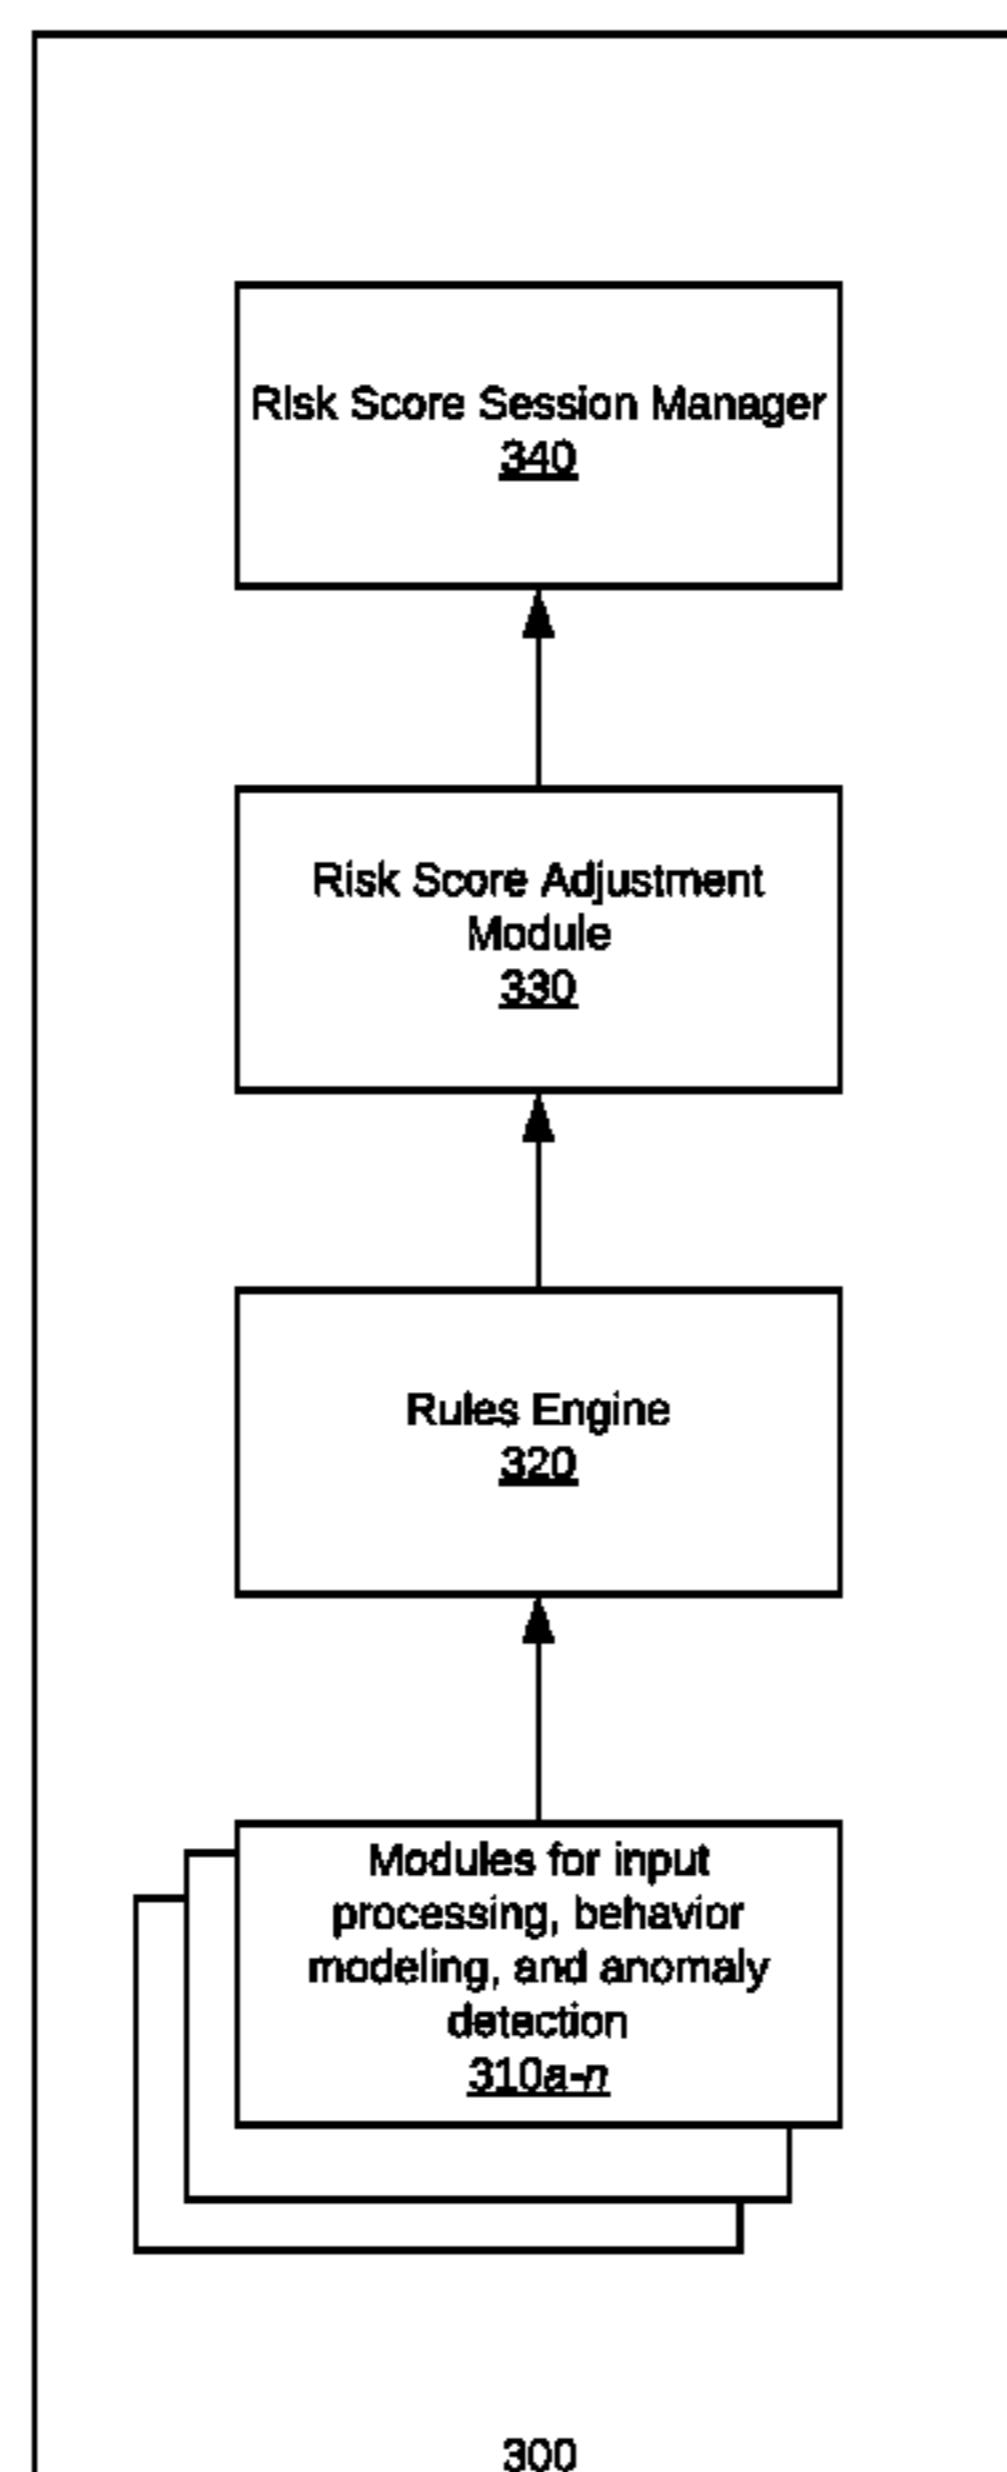 Risk Score Session Manager
340
Risk Score Adjustment
Module
330
Rules Engine
320
Modules for input
processing, behavior
modeling, and anomaly
detection
310a-n
300